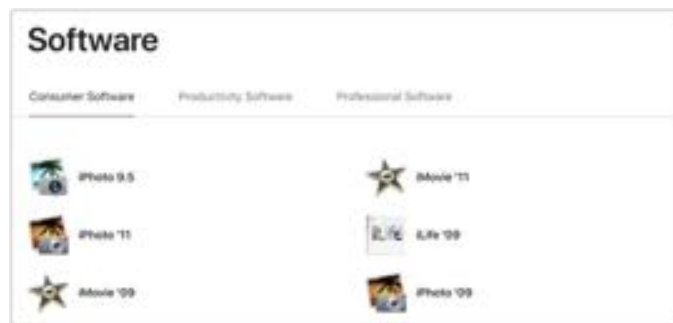 Software
Consumer Software Productivity Software Professional Software
iPhoto 9.5 iMovie '11
iPhoto '11 iLife iLife '09
iMovie '09 iPhoto '09